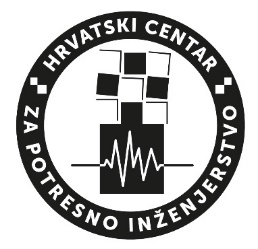 HRVATSKI CENTAR
ZA POTRESNO INŽENJERSTVO